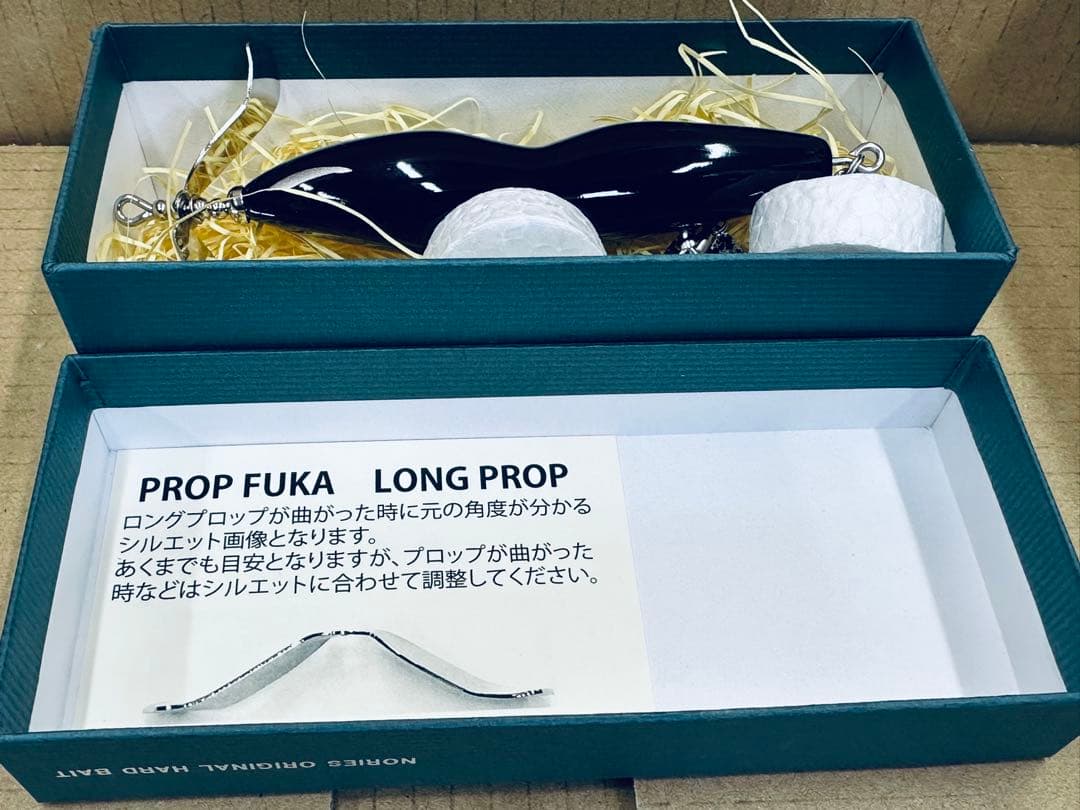 PROP FUKA LONG PROP
ロングプロップが曲がった時に元の角度が分かる
シルエット画像となります。
あくまでも目安となりますが、プロップが曲がった
時などはシルエットに合わせて調整してください。
NORIES ORIGINAL HARD BAIT